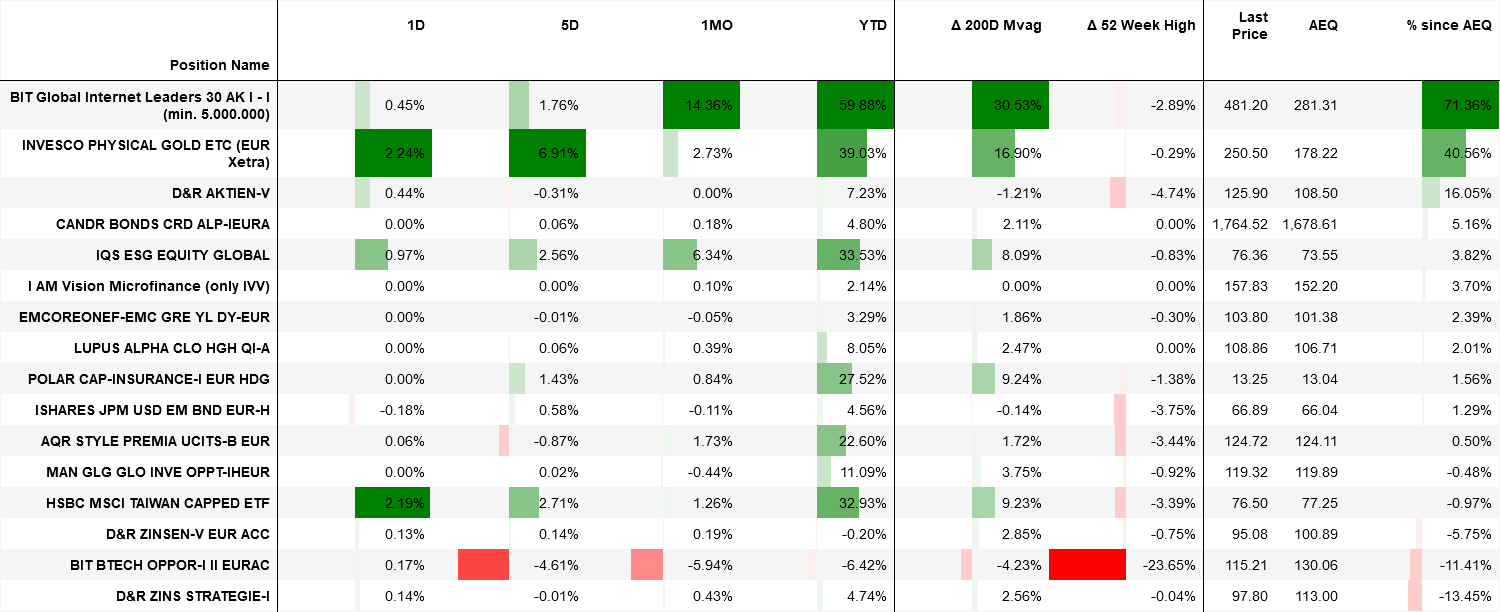 Position Name 1D 5D 1MO YTD Δ 200D Mvag Δ 52 Week High Last Price AEQ % since AEQ
BIT Global Internet Leaders 30 AK I - I (min. 5.000.000) 0.45% 1.76% 14.36% 59.88% 30.53% -2.89% 481.20 281.31 71.36%
INVESCO PHYSICAL GOLD ETC (EUR Xetra) 2.24% 6.91% 2.73% 39.03% 16.90% -0.29% 250.50 178.22 40.56%
D&R AKTIEN-V 0.44% -0.31% 0.00% 7.23% -1.21% -4.74% 125.90 108.50 16.05%
CANDR BONDS CRD ALP-IEURA 0.00% 0.06% 0.18% 4.80% 2.11% 0.00% 1,764.52 1,678.61 5.16%
IQS ESG EQUITY GLOBAL 0.97% 2.56% 6.34% 33.53% 8.09% -0.83% 76.36 73.55 3.82%
I AM Vision Microfinance (only IVV) 0.00% 0.00% 0.10% 2.14% 0.00% 0.00% 157.83 152.20 3.70%
EMCOREONEF-EMC GRE YL DY-EUR 0.00% -0.01% -0.05% 3.29% 1.86% -0.30% 103.80 101.38 2.39%
LUPUS ALPHA CLO HGH QI-A 0.00% 0.06% 0.39% 8.05% 2.47% 0.00% 108.86 106.71 2.01%
POLAR CAP-INSURANCE-I EUR HDG 0.00% 1.43% 0.84% 27.52% 9.24% -1.38% 13.25 13.04 1.56%
ISHARES JPM USD EM BND EUR-H -0.18% 0.58% -0.11% 4.56% -0.14% -3.75% 66.89 66.04 1.29%
AQR STYLE PREMIA UCITS-B EUR 0.06% -0.87% 1.73% 22.60% 1.72% -3.44% 124.72 124.11 0.50%
MAN GLG GLO INVE OPPT-IHEUR 0.00% 0.02% -0.44% 11.09% 3.75% -0.92% 119.32 119.89 -0.48%
HSBC MSCI TAIWAN CAPPED ETF 2.19% 2.71% 1.26% 32.93% 9.23% -3.39% 76.50 77.25 -0.97%
D&R ZINSEN-V EUR ACC 0.13% 0.14% 0.19% -0.20% 2.85% -0.75% 95.08 100.89 -5.75%
BIT BTECH OPPOR-I II EURAC 0.17% -4.61% -5.94% -6.42% -4.23% -23.65% 115.21 130.06 -11.41%
D&R ZINS STRATEGIE-I 0.14% -0.01% 0.43% 4.74% 2.56% -0.04% 97.80 113.00 -13.45%